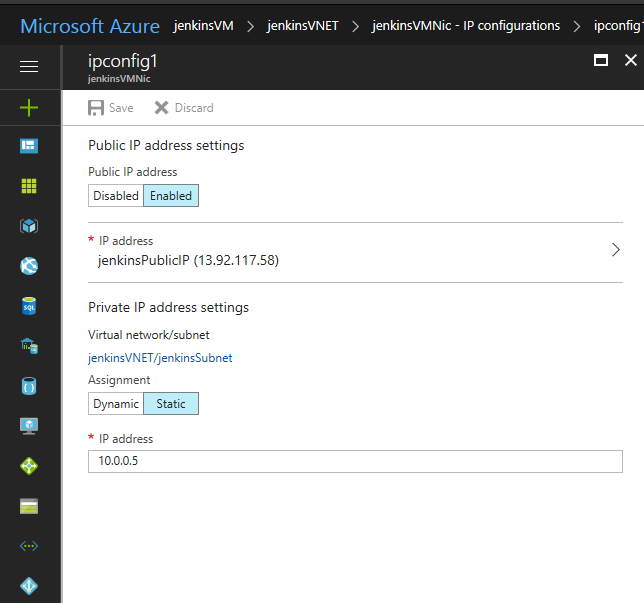 Microsoft Azure jenkinsVM > jenkinsVNET > jenkinsVMNic - IP configurations > ipconfig1
ipconfig1
jenkinsVMNic
Save Discard
Public IP address settings
Public IP address
Disabled Enabled
* IP address
jenkinsPublicIP (13.92.117.58)
Private IP address settings
Virtual network/subnet
jenkinsVNET/jenkinsSubnet
Assignment
Dynamic Static
* IP address
10.0.0.5
SQL